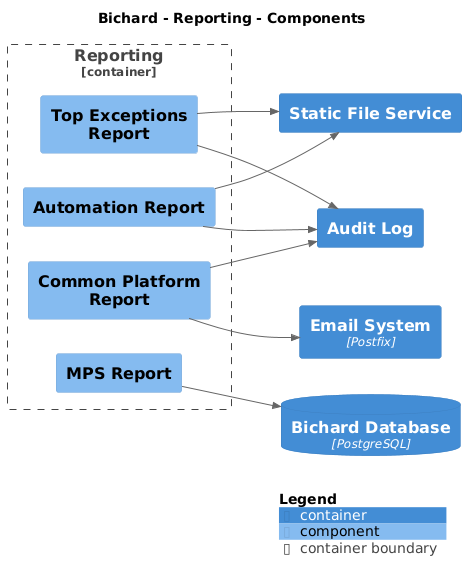 Bichard - Reporting - Components
Reporting
[container]
Top Exceptions
Report
Static File Service
Automation Report
Audit Log
Common Platform
Report
Email System
[Postfix]
MPS Report
Bichard Database
[PostgreSQL]
Legend
container
component
container boundary